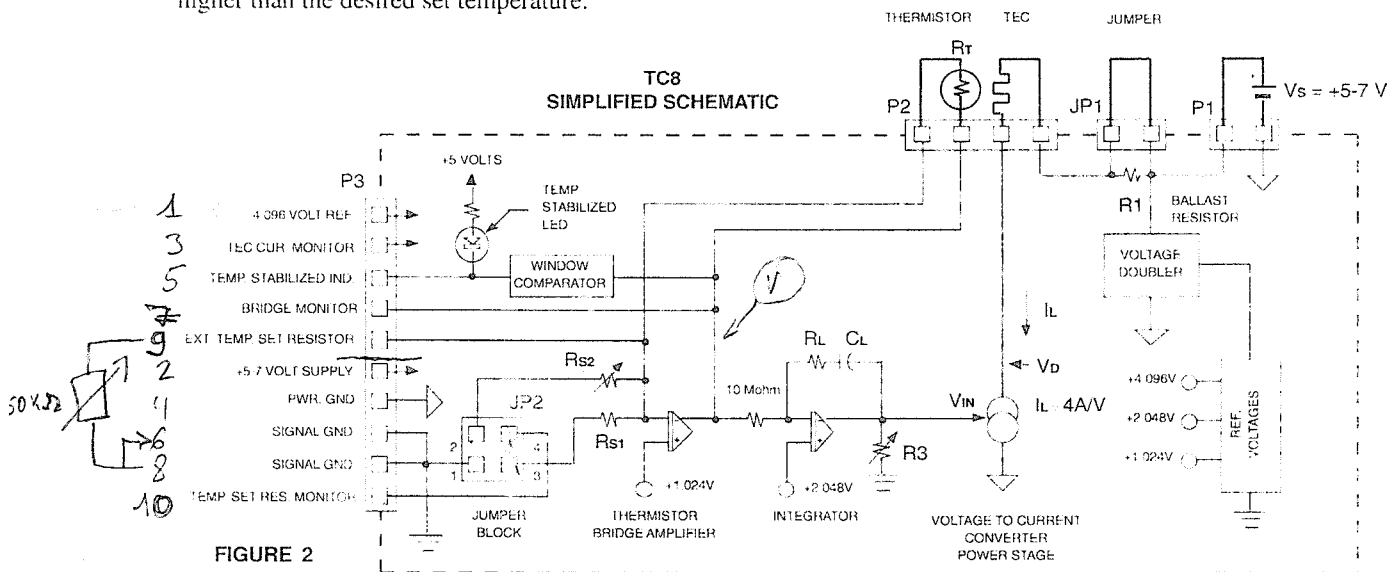 higher than the desired set temperature.
THERMISTOR
TEC
JUMPER
RT
TC8
SIMPLIFIED SCHEMATIC
P2
JP1
P1
Vs = +5-7 V
+5 VOLTS
P3
TEMP
STABILIZED
LED
R1
BALLAST
RESISTOR
1
4.096 VOLT REF.
3
TEC CUR. MONITOR
5
TEMP. STABILIZED IND.
WINDOW
COMPARATOR
VOLTAGE
DOUBLER
V
7
BRIDGE MONITOR
IL
9
EXT. TEMP. SET RESISTOR
RL
CL
RS2
VD
2
+5-7 VOLT SUPPLY
50KΩ
10 Mohm
+4.096V
4
PWR. GND
JP2
VIN
IL 4A/V
6
SIGNAL GND
RS1
+2.048V
REF.
VOLTAGES
2
4
R3
8
SIGNAL GND
1
3
+1.024V
10
TEMP SET RES. MONITOR
+1.024V
+2.048V
JUMPER
BLOCK
THERMISTOR
BRIDGE AMPLIFIER
INTEGRATOR
VOLTAGE TO CURRENT
CONVERTER
POWER STAGE
FIGURE 2